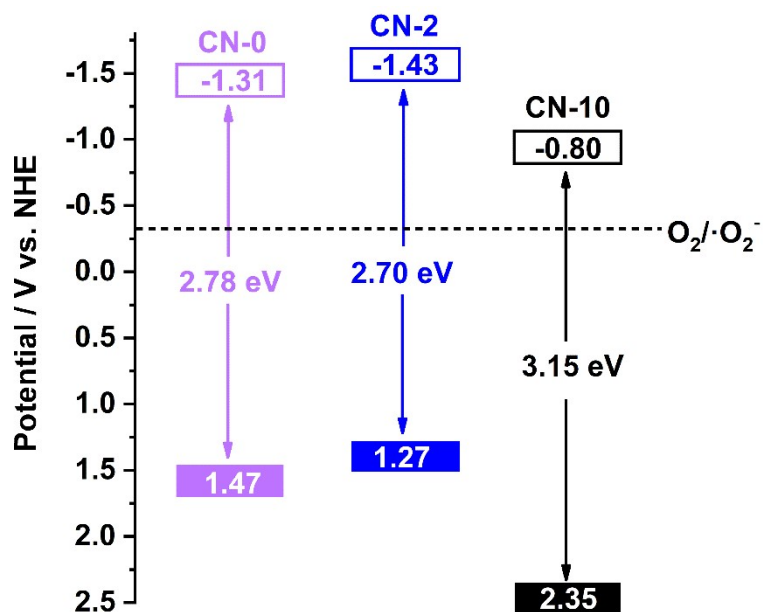 CN-0
CN-2
CN-10
-1.31
-1.43
-0.80
O₂/·O₂⁻
2.78 eV
2.70 eV
3.15 eV
1.47
1.27
2.35
Potential / V vs. NHE
-1.5
-1.0
-0.5
0.0
0.5
1.0
1.5
2.0
2.5